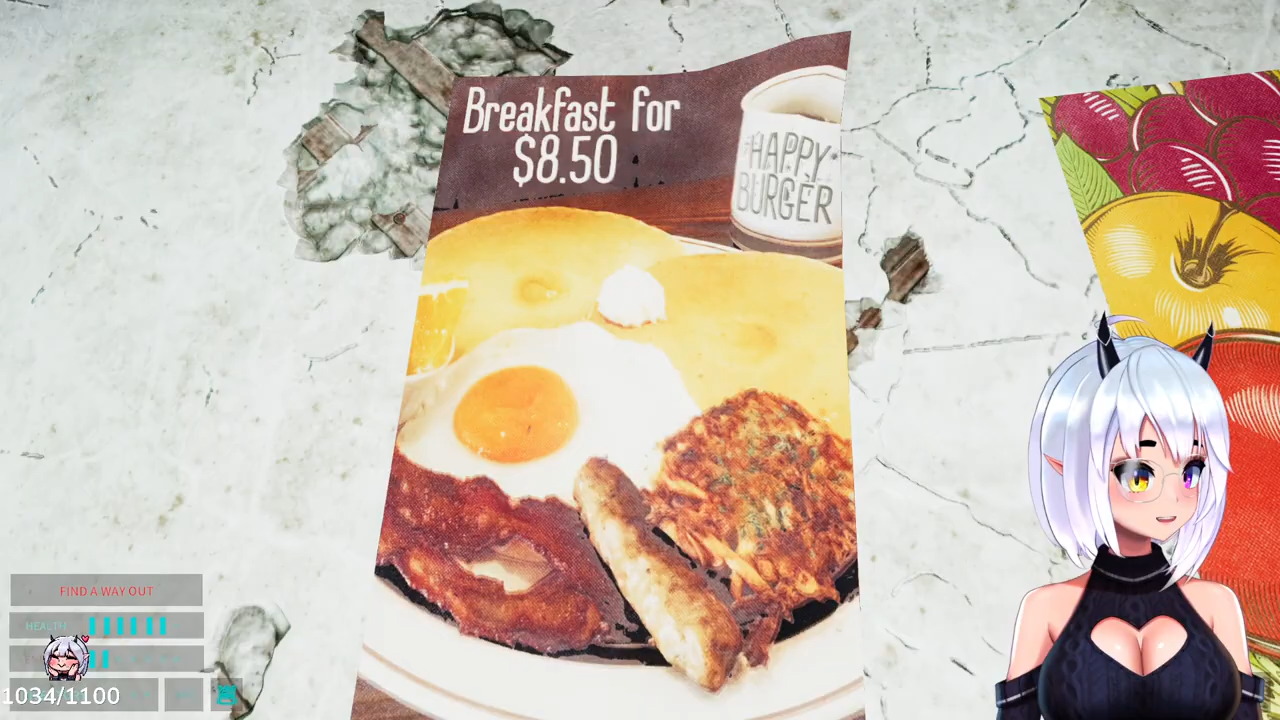 Breakfast for
$8.50
HAPPY
BURGER
FIND A WAY OUT
HEALTH
1034/1100